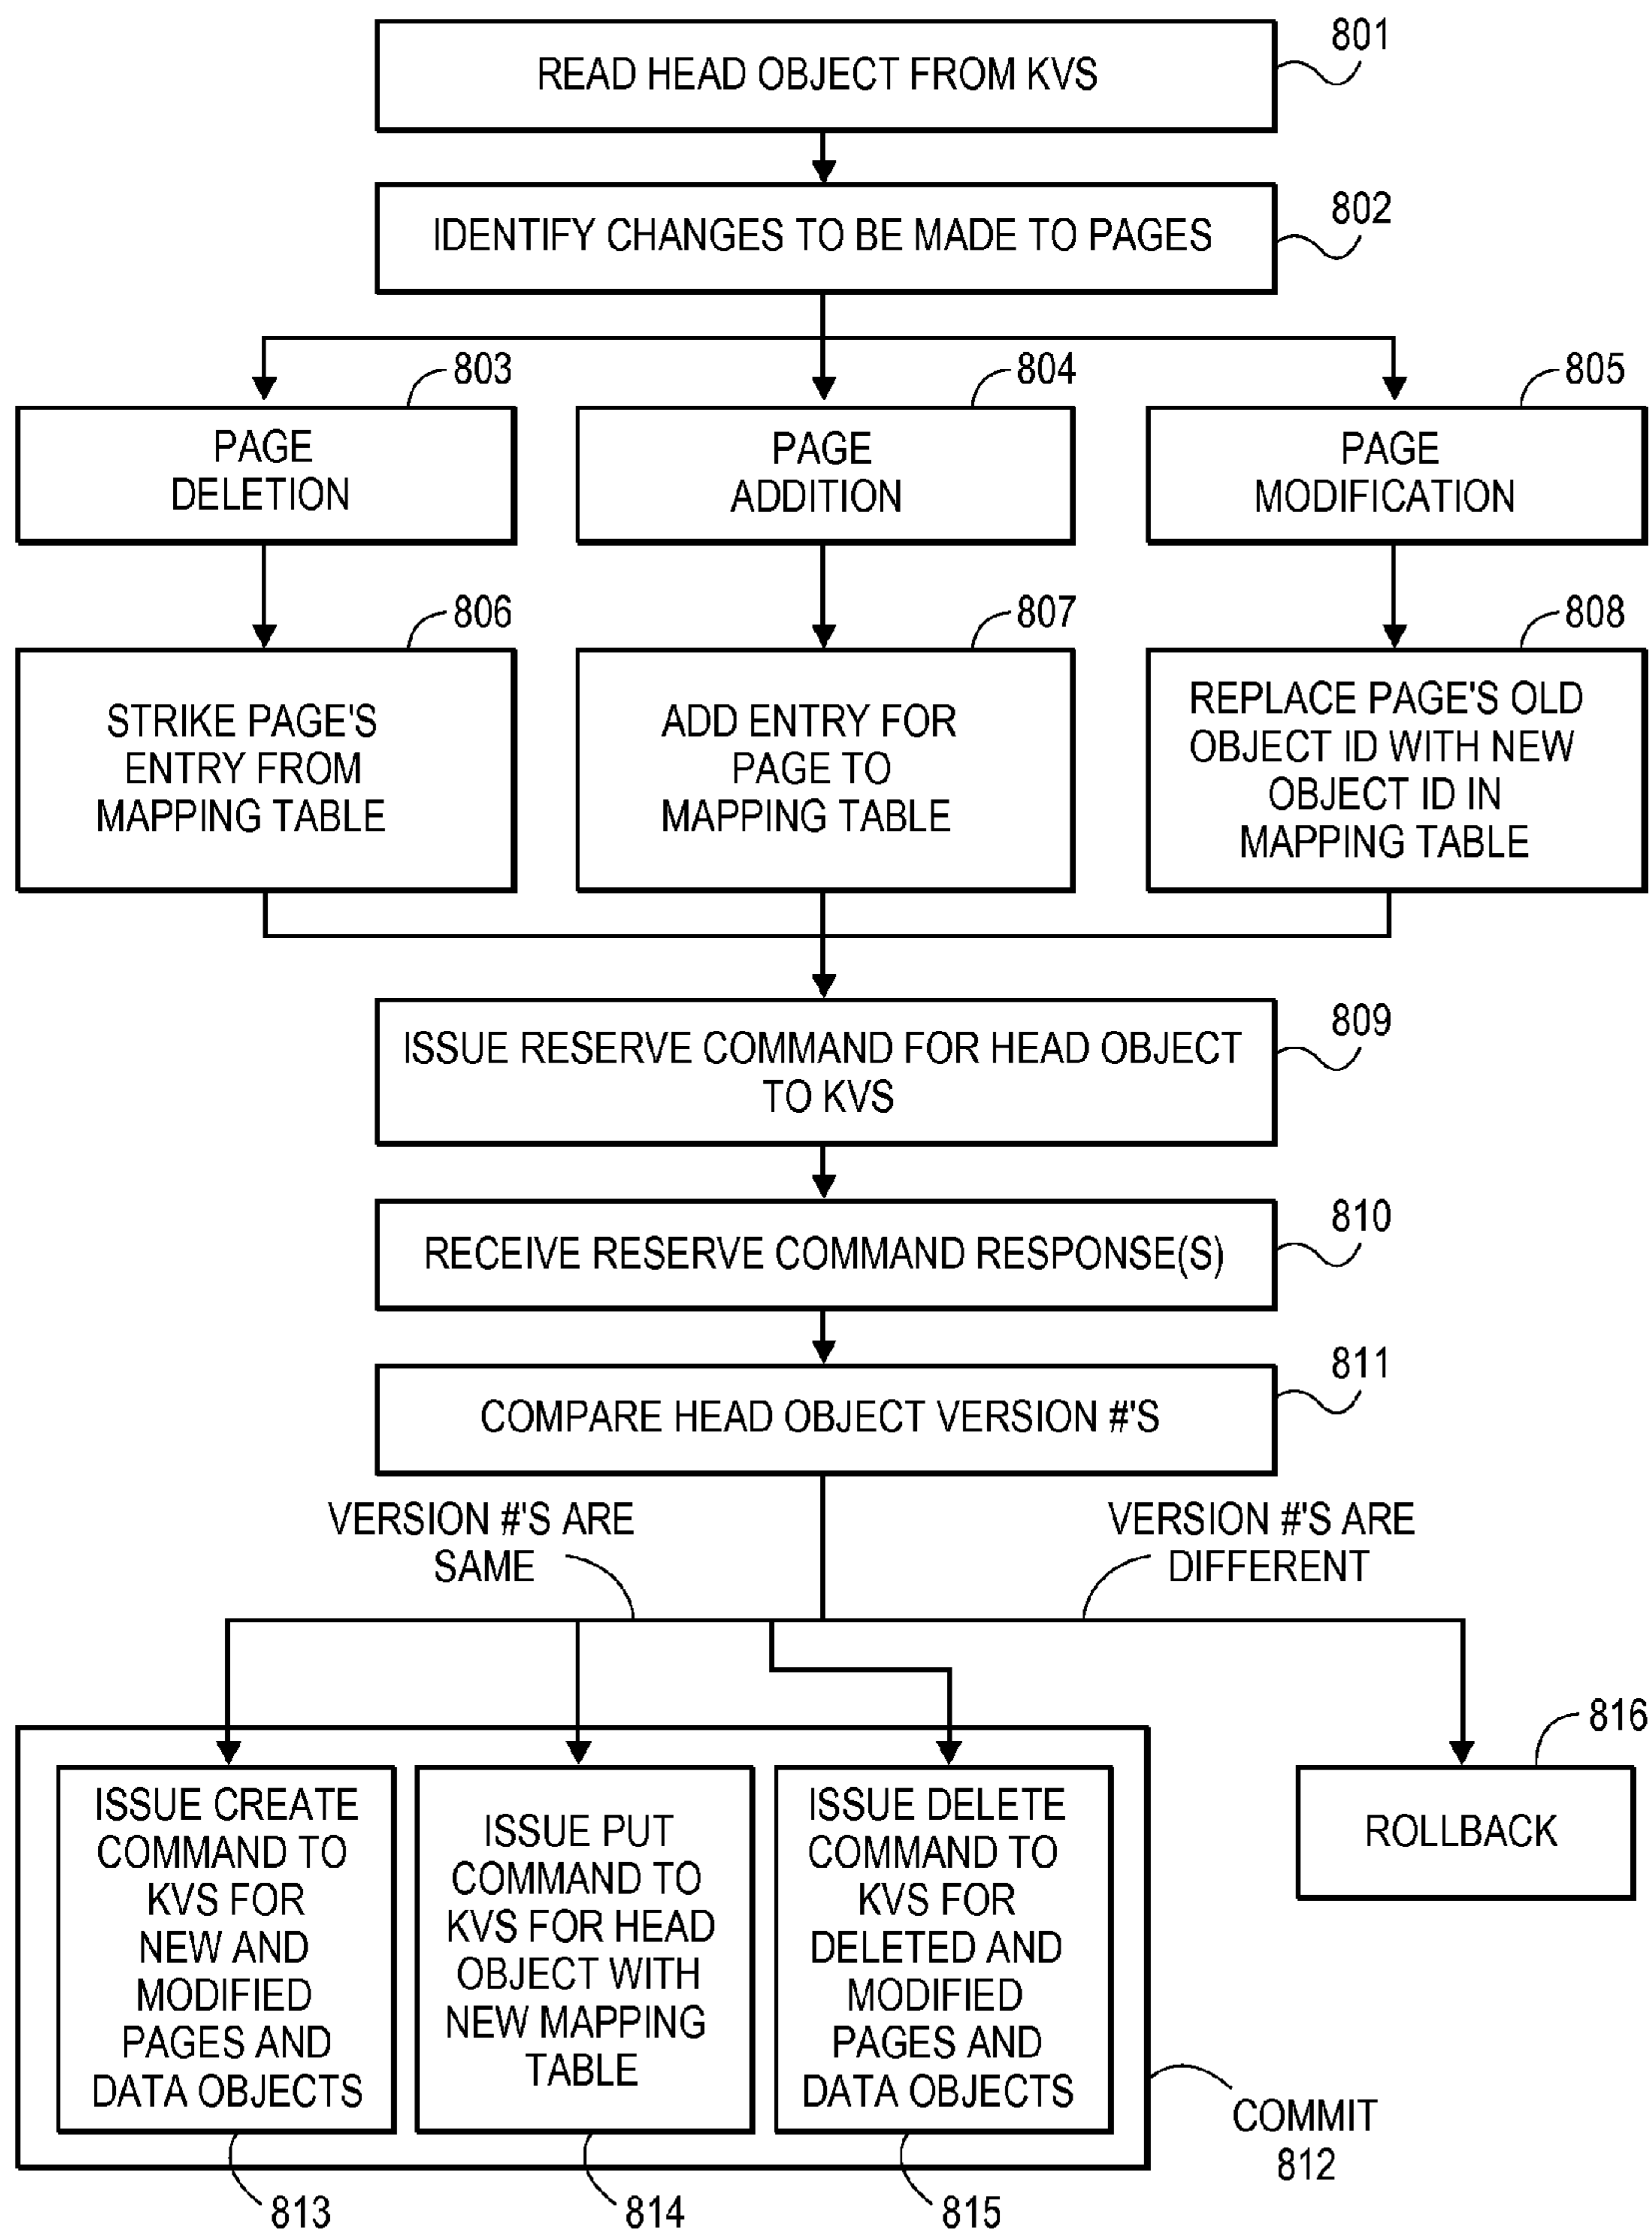 READ HEAD OBJECT FROM KVS
801
IDENTIFY CHANGES TO BE MADE TO PAGES
802
803
PAGE
DELETION
804
PAGE
ADDITION
805
PAGE
MODIFICATION
806
STRIKE PAGE'S
ENTRY FROM
MAPPING TABLE
807
ADD ENTRY FOR
PAGE TO
MAPPING TABLE
808
REPLACE PAGE'S OLD
OBJECT ID WITH NEW
OBJECT ID IN
MAPPING TABLE
ISSUE RESERVE COMMAND FOR HEAD OBJECT
TO KVS
809
RECEIVE RESERVE COMMAND RESPONSE(S)
810
COMPARE HEAD OBJECT VERSION #'S
811
VERSION #'S ARE
SAME
VERSION #'S ARE
DIFFERENT
ISSUE CREATE
COMMAND TO
KVS FOR
NEW AND
MODIFIED
PAGES AND
DATA OBJECTS
813
ISSUE PUT
COMMAND TO
KVS FOR HEAD
OBJECT WITH
NEW MAPPING
TABLE
814
ISSUE DELETE
COMMAND TO
KVS FOR
DELETED AND
MODIFIED
PAGES AND
DATA OBJECTS
815
COMMIT
812
816
ROLLBACK